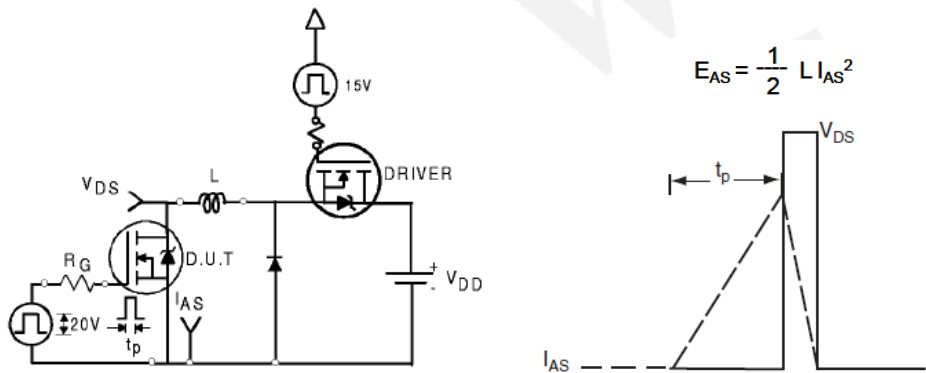 15V
DRIVER
L
VDS
D.U.T
RG
IAS
+
-
VDD
20V
tp
EAS = 1/2 L IAS²
VDS
tp
IAS